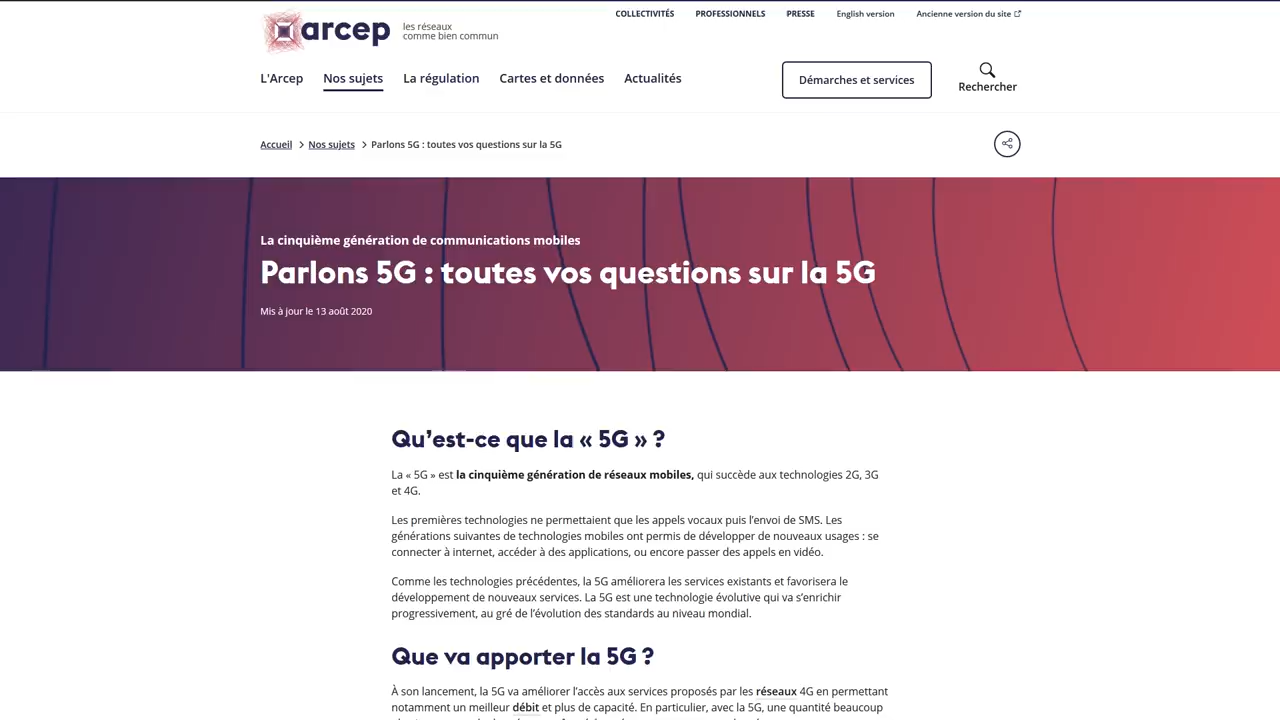 COLLECTIVITÉS PROFESSIONNELS PRESSE English version Ancienne version du site
arcep les réseaux
comme bien commun
L'Arcep Nos sujets La régulation Cartes et données Actualités Démarches et services Rechercher
Accueil Nos sujets Parlons 5G : toutes vos questions sur la 5G
La cinquième génération de communications mobiles
Parlons 5G : toutes vos questions sur la 5G
Mis à jour le 13 août 2020
Qu’est-ce que la « 5G » ?
La « 5G » est la cinquième génération de réseaux mobiles, qui succède aux technologies 2G, 3G
et 4G.
Les premières technologies ne permettaient que les appels vocaux puis l’envoi de SMS. Les
générations suivantes de technologies mobiles ont permis de développer de nouveaux usages : se
connecter à internet, accéder à des applications, ou encore passer des appels en vidéo.
Comme les technologies précédentes, la 5G améliorera les services existants et favorisera le
développement de nouveaux services. La 5G est une technologie évolutive qui va s’enrichir
progressivement, au gré de l’évolution des standards au niveau mondial.
Que va apporter la 5G ?
À son lancement, la 5G va améliorer l’accès aux services proposés par les réseaux 4G en permettant
notamment un meilleur débit et plus de capacité. En particulier, avec la 5G, une quantité beaucoup